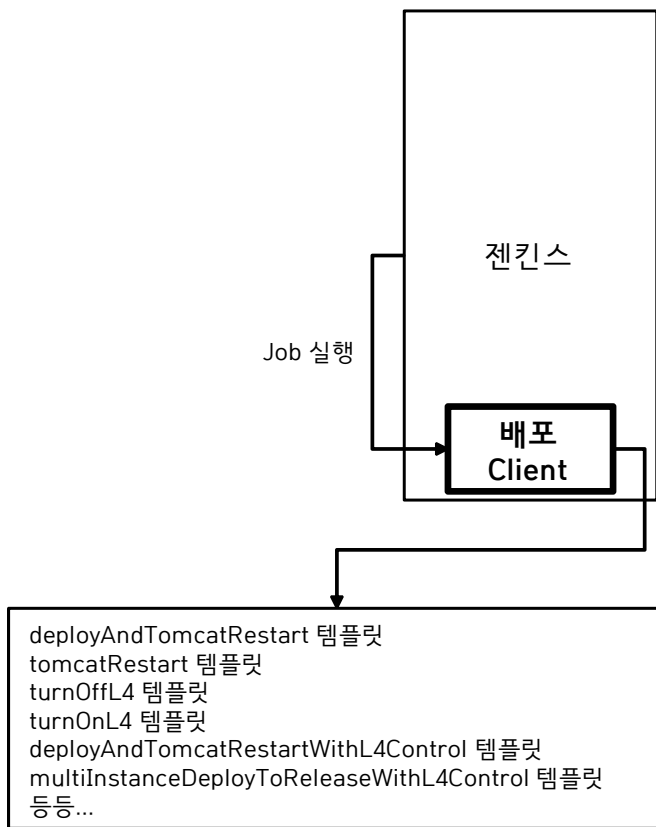 젠킨스
Job 실행
배포
Client
deployAndTomcatRestart 템플릿
tomcatRestart 템플릿
turnOffL4 템플릿
turnOnL4 템플릿
deployAndTomcatRestartWithL4Control 템플릿
multiInstanceDeployToReleaseWithL4Control 템플릿
등등...